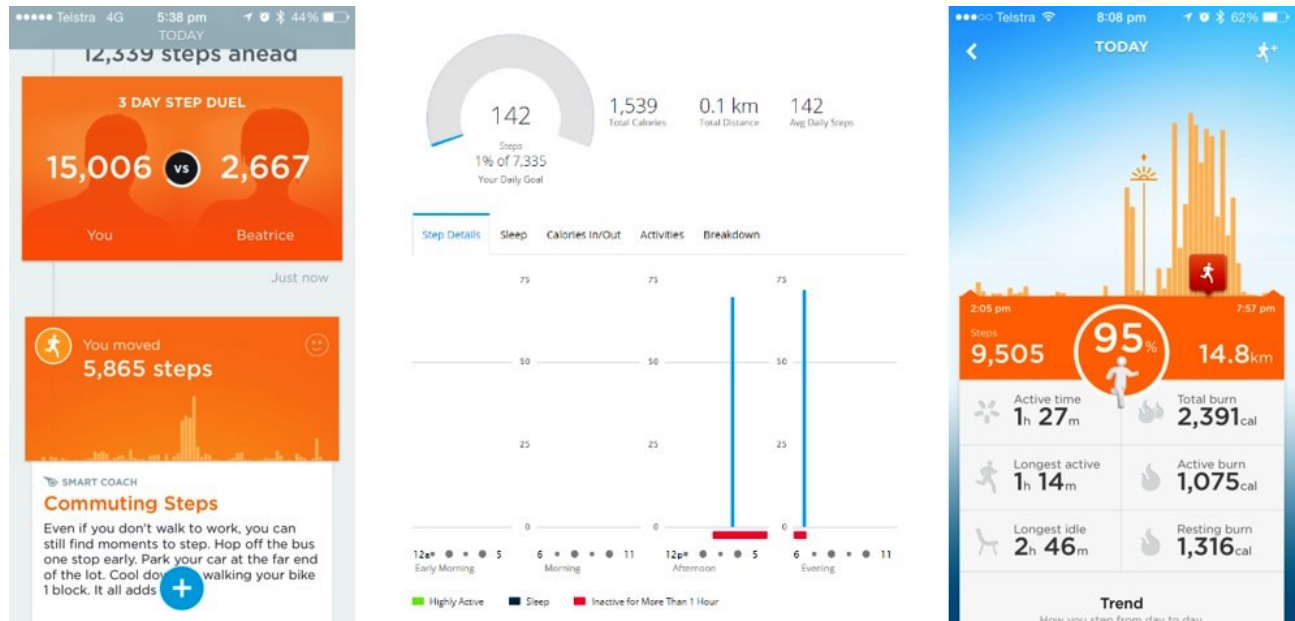 Telstra 4G 5:38 pm 44%
TODAY
12,339 steps ahead
3 DAY STEP DUEL
15,006 VS 2,667
You Beatrice
Just now
You moved
5,865 steps
SMART COACH
Commuting Steps
Even if you don't walk to work, you can
still find moments to step. Hop off the bus
one stop early. Park your car at the far end
of the lot. Cool walking your bike
1 block. It all adds
+
142
Steps
1% of 7,335
Your Daily Goal
1,539
Total Calories
0.1 km
Total Distance
142
Avg Daily Steps
Step Details Sleep Calories In/Out Activities Breakdown
75 75 75
50 50 50
25 25 25
0 0 0
12a 5 6 11 12p 5 6 11
Early Morning Morning Afternoon Evening
Highly Active Sleep Inactive for More Than 1 Hour
Telstra 8:08 pm 62%
TODAY
2:05 pm 7:57 pm
Steps
9,505 95% 14.8km
Active time Total burn
1h 27m 2,391cal
Longest active Active burn
1h 14m 1,075cal
Longest idle Resting burn
2h 46m 1,316cal
Trend
How you step from day to day